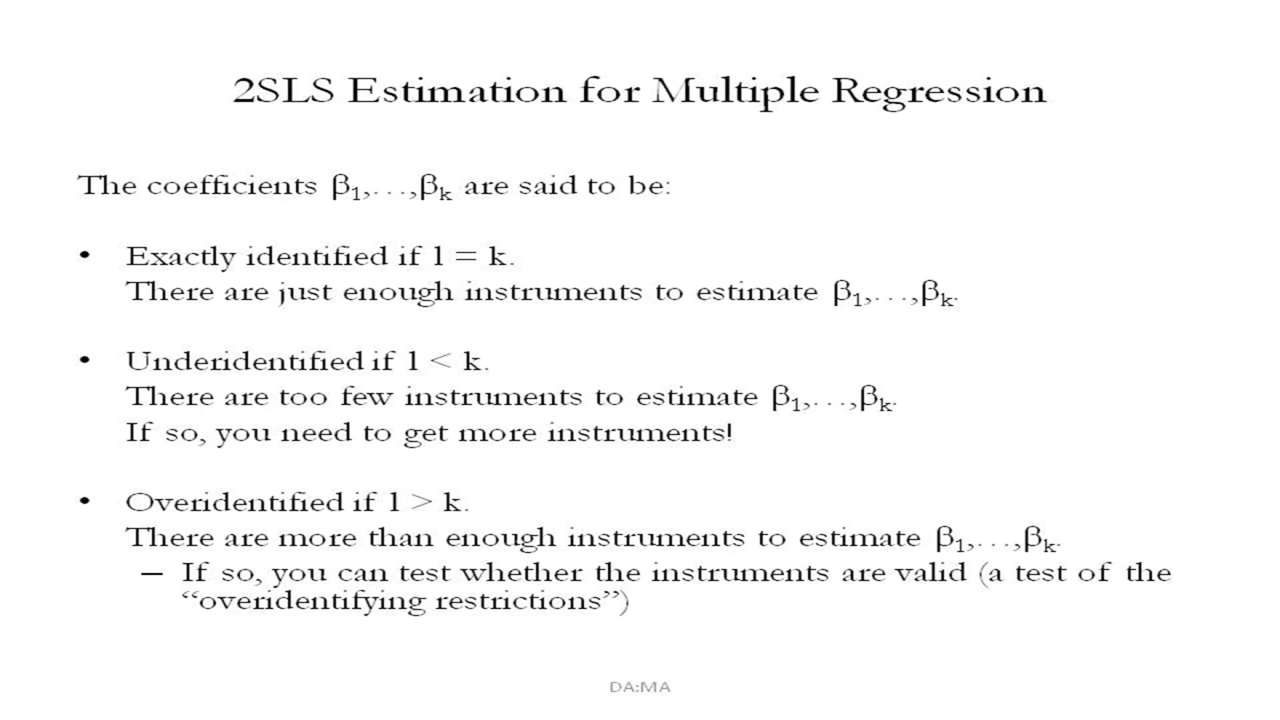 2SLS Estimation for Multiple Regression
The coefficients β1,…,βk are said to be:
• Exactly identified if l = k.
There are just enough instruments to estimate β1,…,βk.
• Underidentified if l < k.
There are too few instruments to estimate β1,…,βk.
If so, you need to get more instruments!
• Overidentified if l > k.
There are more than enough instruments to estimate β1,…,βk.
– If so, you can test whether the instruments are valid (a test of the
“overidentifying restrictions”)
DA:MA